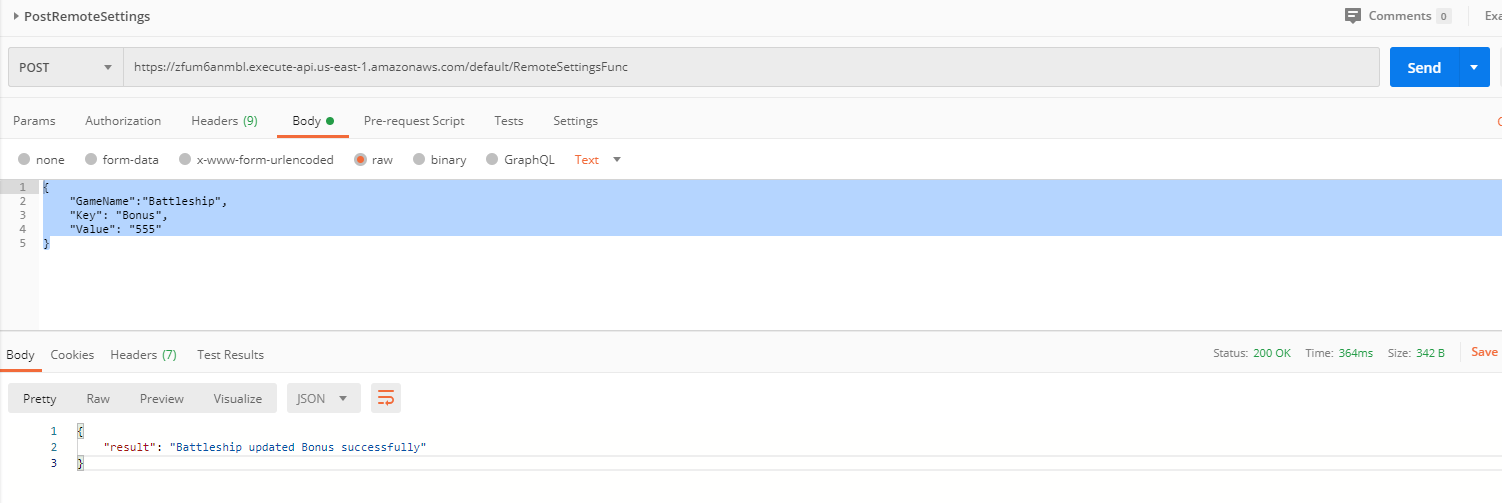 PostRemoteSettings
Comments 0
Exa
POST
https://zfum6anmbl.execute-api.us-east-1.amazonaws.com/default/RemoteSettingsFunc
Send
Params Authorization Headers (9) Body Pre-request Script Tests Settings
none form-data x-www-form-urlencoded raw binary GraphQL Text
1 {
2 "GameName":"Battleship",
3 "Key": "Bonus",
4 "Value": "555"
5 }
Body Cookies Headers (7) Test Results
Status: 200 OK Time: 364ms Size: 342 B Save
Pretty Raw Preview Visualize JSON
1 {
2 "result": "Battleship updated Bonus successfully"
3 }